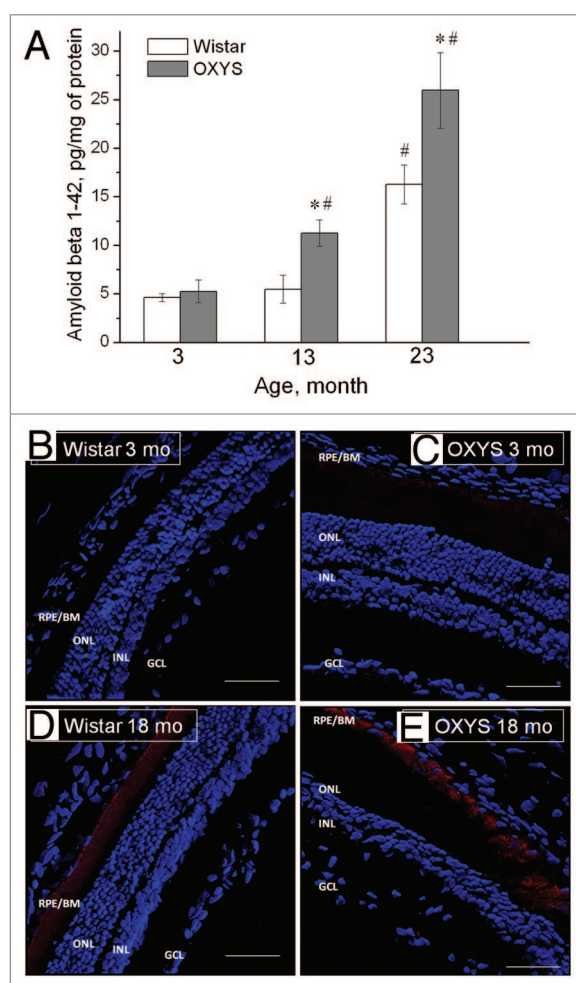 A
Wistar
OXYS
Amyloid beta 1-42, pg/mg of protein
30
25
20
15
10
5
0
*#
#
*#
3
13
23
Age, month
B Wistar 3 mo
RPE/BM
ONL
INL
GCL
C OXYS 3 mo
RPE/BM
ONL
INL
GCL
D Wistar 18 mo
RPE/BM
ONL
INL
GCL
E OXYS 18 mo
RPE/BM
ONL
INL
GCL